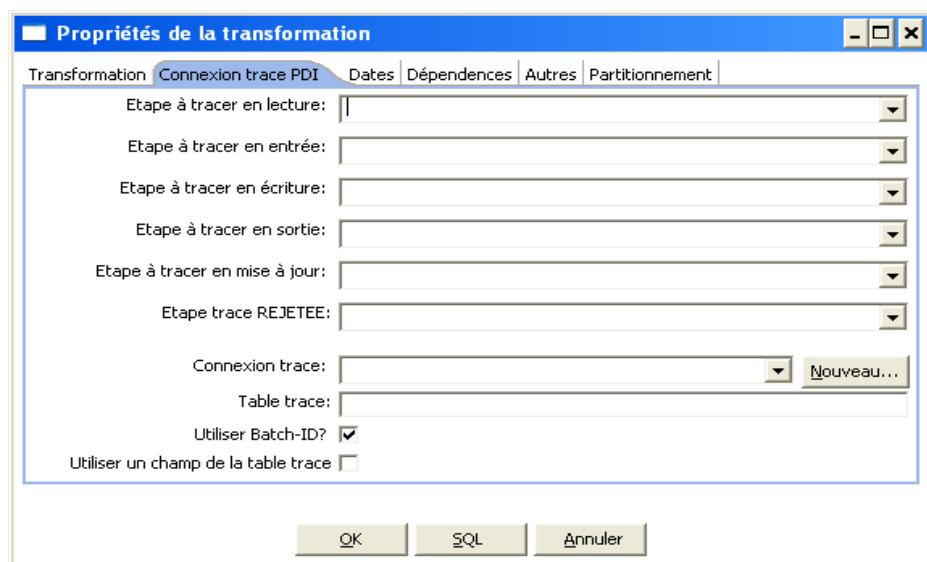 Propriétés de la transformation
Transformation Connexion trace PDI Dates Dépendences Autres Partitionnement
Etape à tracer en lecture:
Etape à tracer en entrée:
Etape à tracer en écriture:
Etape à tracer en sortie:
Etape à tracer en mise à jour:
Etape trace REJETEE:
Connexion trace: Nouveau...
Table trace:
Utiliser Batch-ID?
Utiliser un champ de la table trace
OK SQL Annuler